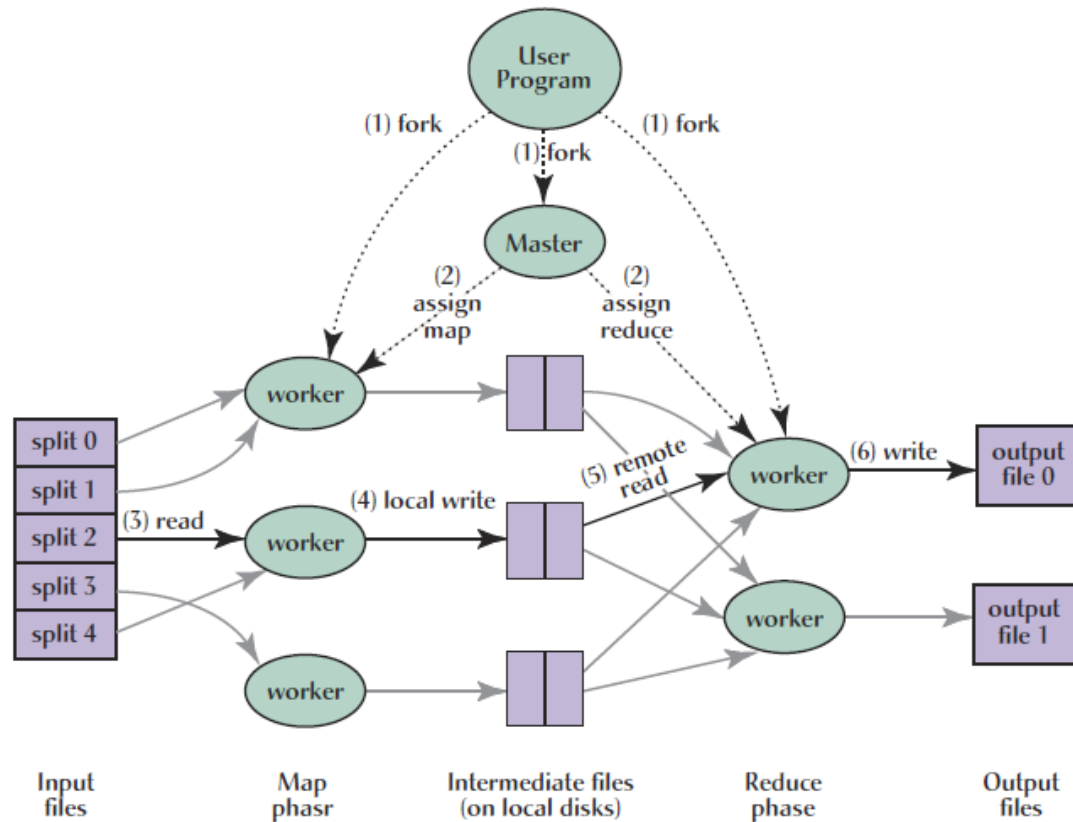 User
Program
(1) fork
(1) fork
(1) fork
Master
(2)
assign
map
(2)
assign
reduce
worker
split 0
split 1
split 2
split 3
split 4
(3) read
worker
(4) local write
worker
(5) remote
read
worker
(6) write
output
file 0
worker
output
file 1
Input
files
Map
phasr
Intermediate files
(on local disks)
Reduce
phase
Output
files